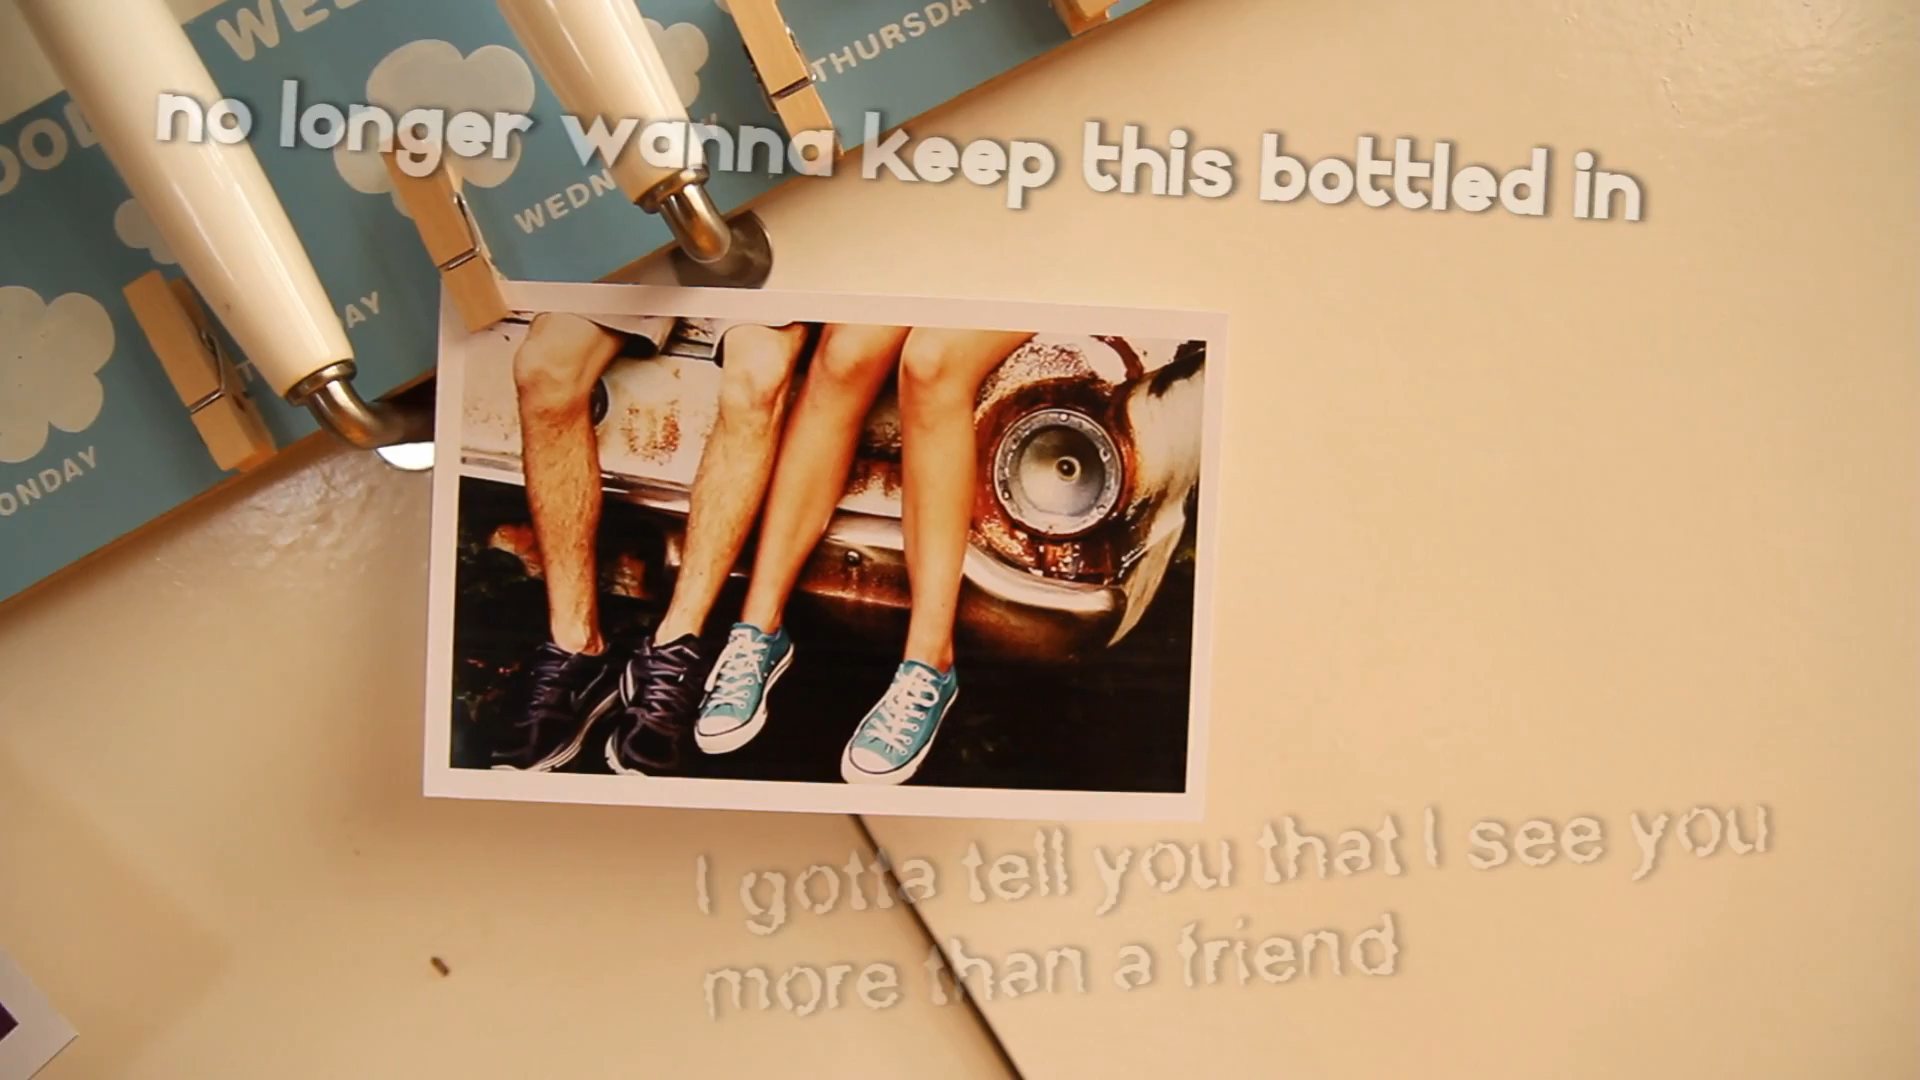 WE
THURSDAY
no longer wanna keep this bottled in
WEDN
AY
ONDAY
I gotta tell you that I see you
more than a friend